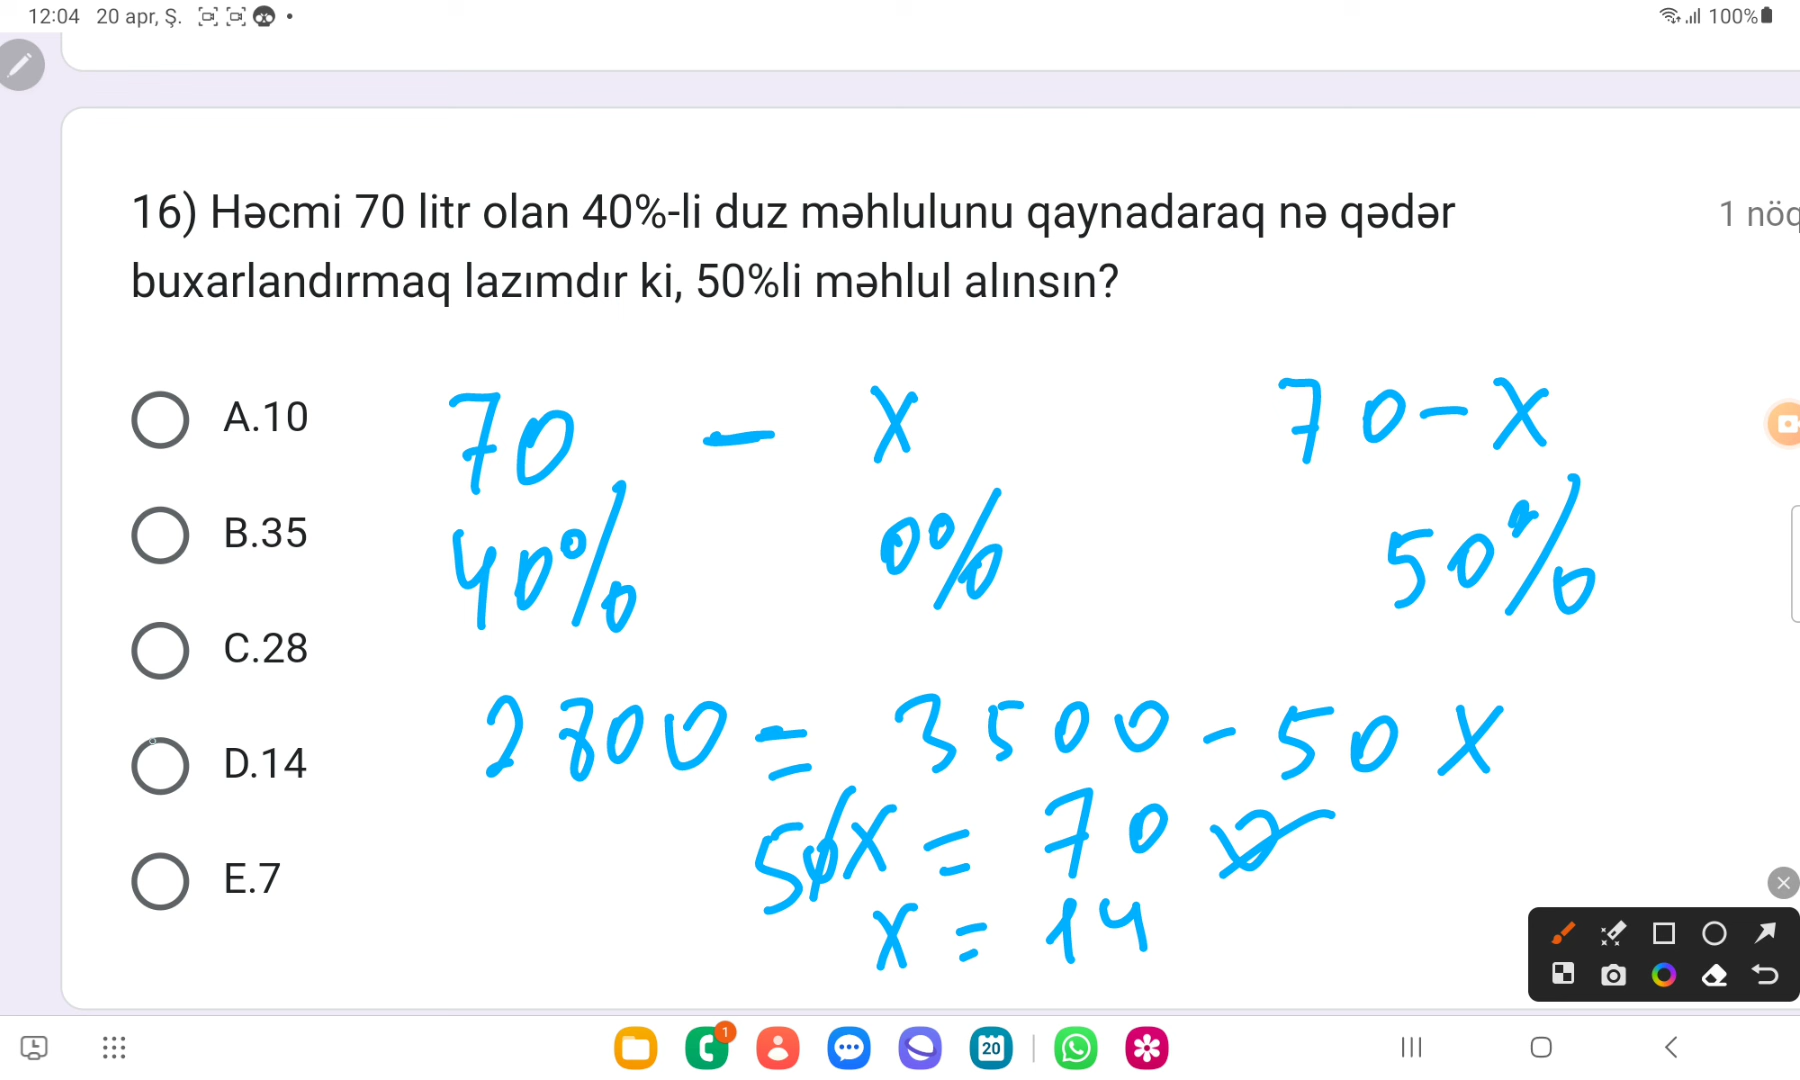 12:04 20 apr, Ş.
100%
16) Həcmi 70 litr olan 40%-li duz məhlulunu qaynadaraq nə qədər
1 nöq
buxarlandırmaq lazımdır ki, 50%li məhlul alınsın?
A.10
B.35
C.28
D.14
E.7
70 - x 70-x
40% 0% 50%
2800 = 3500 - 50x
50x = 700
x = 14
1
20